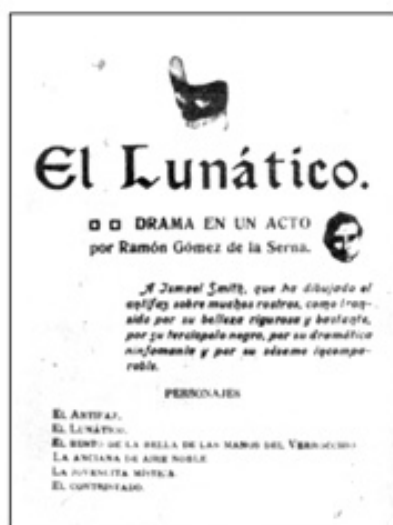 El Lunático.
DRAMA EN UN ACTO
por Ramón Gómez de la Serna.
A Ismael Smith, que ha dibujado el
antifaz sobre muchos rostros, como tran-
sido por su belleza rigurosa y bastante,
por su terciopelo negro, por su dramática
ninfomanía y por su sésamo incompa-
rable.
PERSONAJES
EL ANTIFAZ.
EL LUNÁTICO.
EL BUSTO DE LA BELLA DE LAS MANOS DEL VERROCCHIO
LA ANCIANA DE AIRE NOBLE
LA JOVENCITA MÍSTICA.
EL CONTRISTADO.